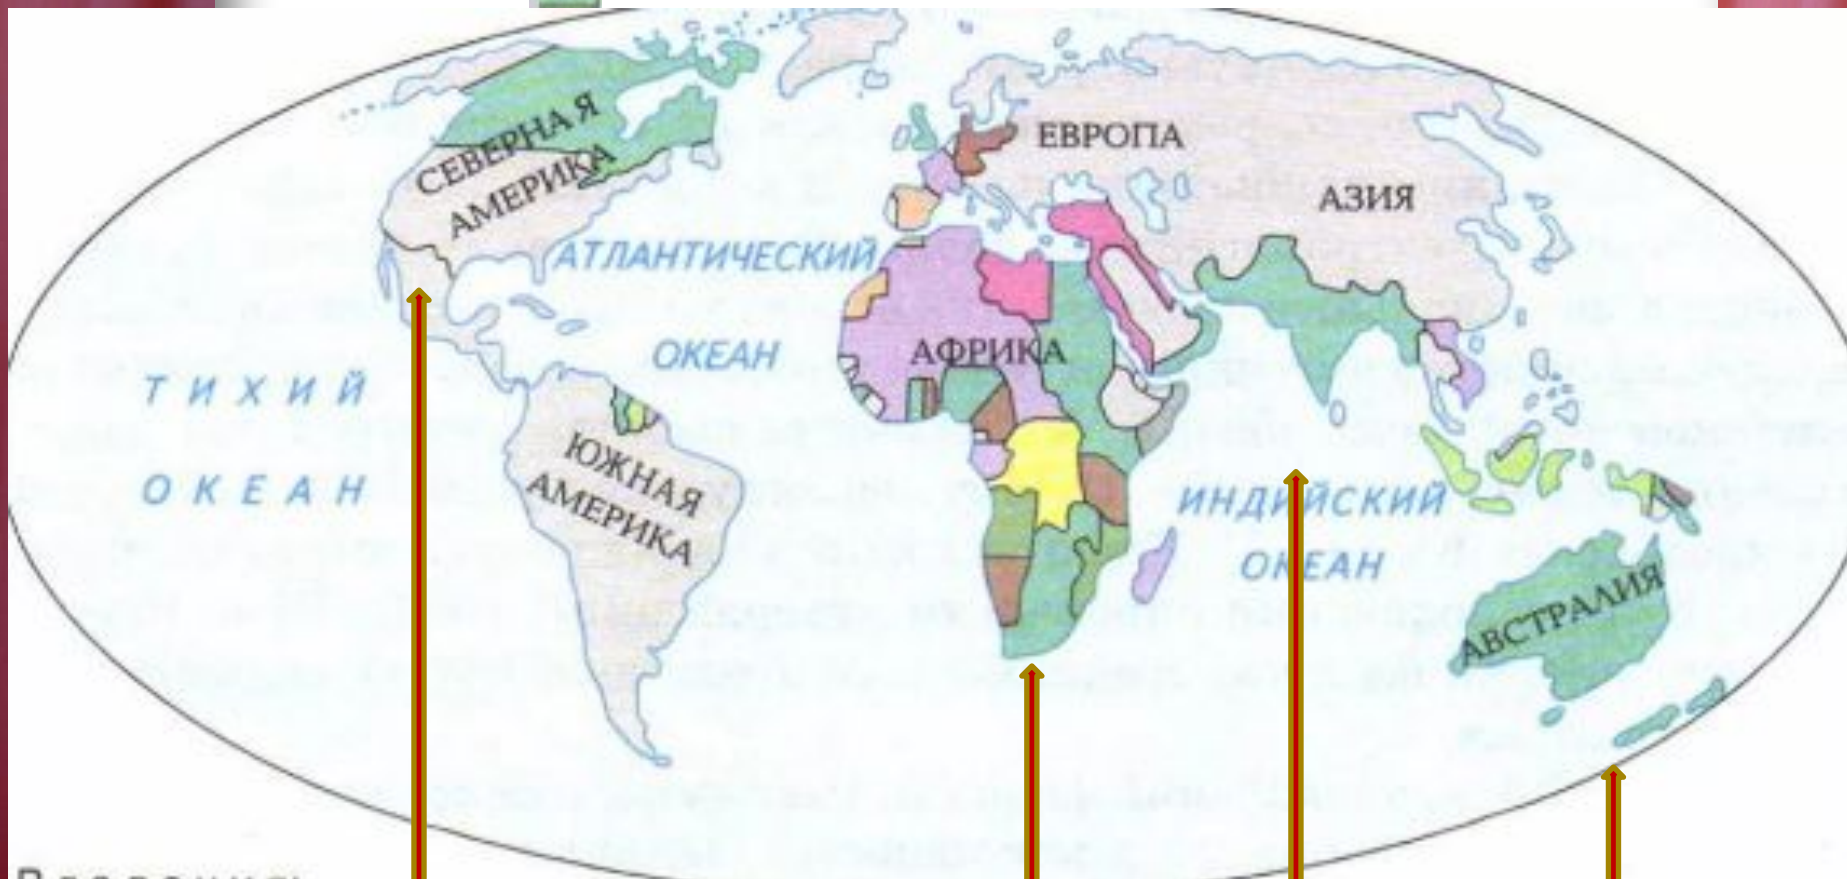 СЕВЕРНАЯ
АМЕРИКА
ЕВРОПА
АЗИЯ
АТЛАНТИЧЕСКИЙ
ОКЕАН
АФРИКА
ТИХИЙ
ОКЕАН
ЮЖНАЯ
АМЕРИКА
ИНДИЙСКИЙ
ОКЕАН
АВСТРАЛИЯ